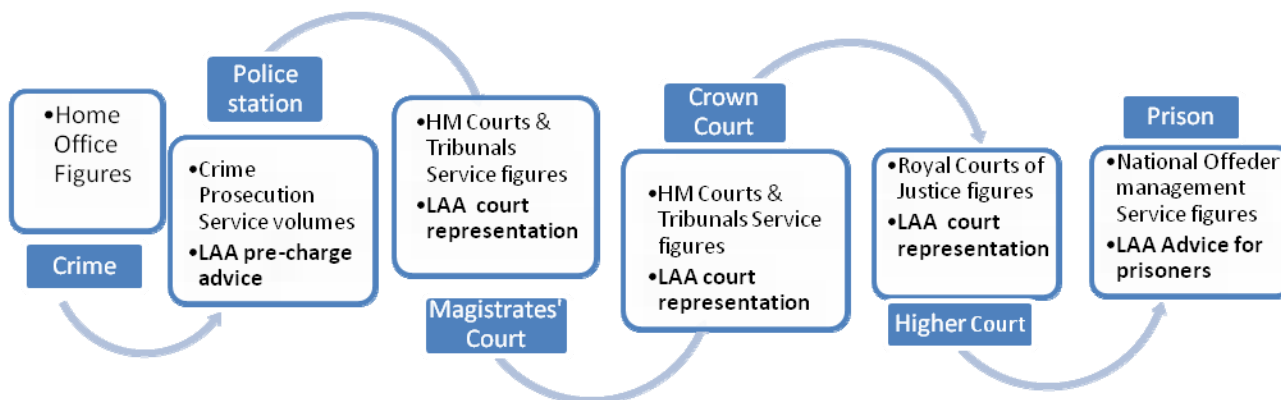 •Home
Office
Figures
Crime
Police
station
•Crime
Prosecution
Service volumes
•LAA pre-charge
advice
•HM Courts &
Tribunals
Service figures
•LAA court
representation
Magistrates'
Court
Crown
Court
•HM Courts &
Tribunals Service
figures
•LAA court
representation
•Royal Courts of
Justice figures
•LAA court
representation
Higher Court
Prison
•National Offeder
management
Service figures
•LAA Advice for
prisoners